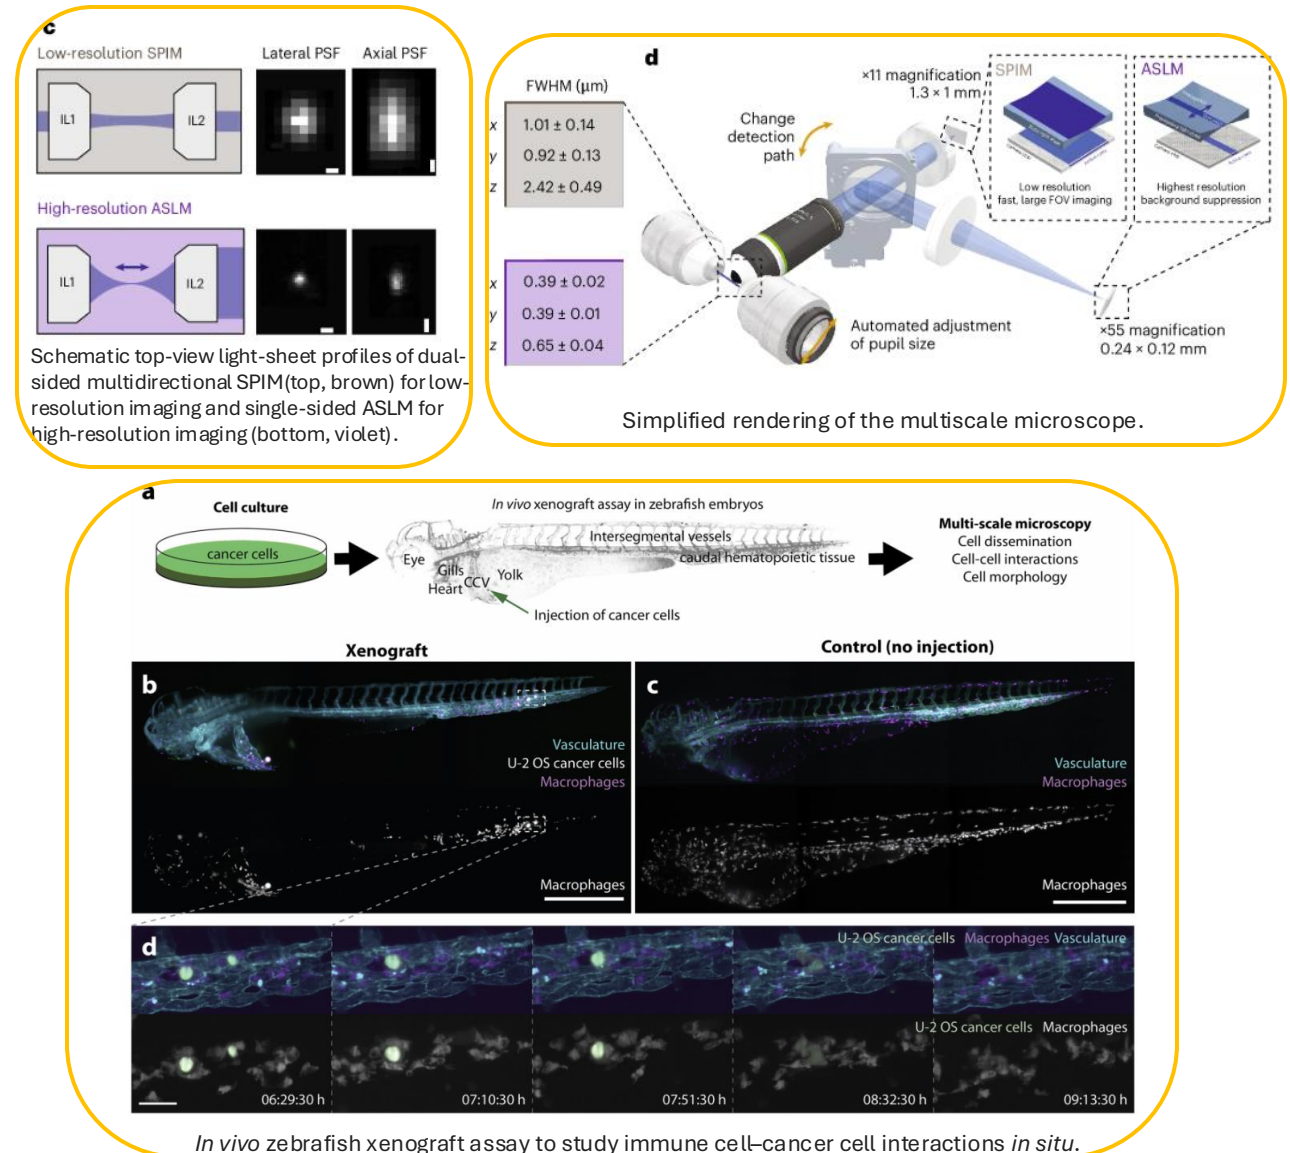 c
Low-resolution SPIM
Lateral PSF
Axial PSF
IL1
IL2
High-resolution ASLM
IL1
IL2
Schematic top-view light-sheet profiles of dual-
sided multidirectional SPIM(top, brown) for low-
resolution imaging and single-sided ASLM for
high-resolution imaging (bottom, violet).
d
FWHM (μm)
x 1.01 ± 0.14
y 0.92 ± 0.13
z 2.42 ± 0.49
x 0.39 ± 0.02
y 0.39 ± 0.01
z 0.65 ± 0.04
Change
detection
path
×11 magnification
1.3 × 1 mm
SPIM
Low resolution
fast, large FOV imaging
ASLM
Highest resolution
background suppression
Automated adjustment
of pupil size
×55 magnification
0.24 × 0.12 mm
Simplified rendering of the multiscale microscope.
a
Cell culture
cancer cells
In vivo xenograft assay in zebrafish embryos
Intersegmental vessels
caudal hematopoietic tissue
Eye
Gills
Heart
CCV
Yolk
Injection of cancer cells
Multi-scale microscopy
Cell dissemination
Cell-cell interactions
Cell morphology
Xenograft
Control (no injection)
b
Vasculature
U-2 OS cancer cells
Macrophages
Macrophages
c
Vasculature
Macrophages
Macrophages
d
U-2 OS cancer cells Macrophages Vasculature
U-2 OS cancer cells Macrophages
06:29:30 h
07:10:30 h
07:51:30 h
08:32:30 h
09:13:30 h
In vivo zebrafish xenograft assay to study immune cell–cancer cell interactions in situ.